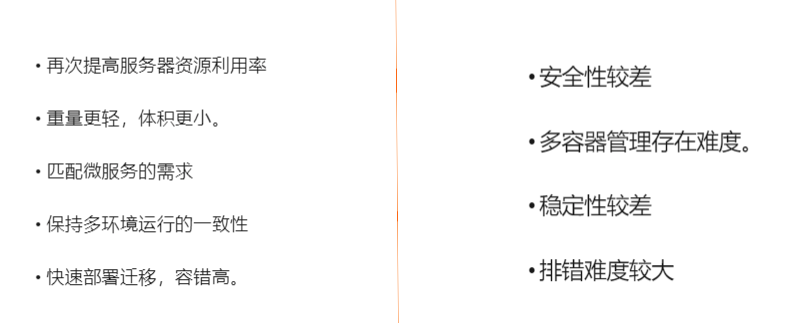 • 再次提高服务器资源利用率
• 重量更轻，体积更小。
• 匹配微服务的需求
• 保持多环境运行的一致性
• 快速部署迁移，容错高。
• 安全性较差
• 多容器管理存在难度。
• 稳定性较差
• 排错难度较大